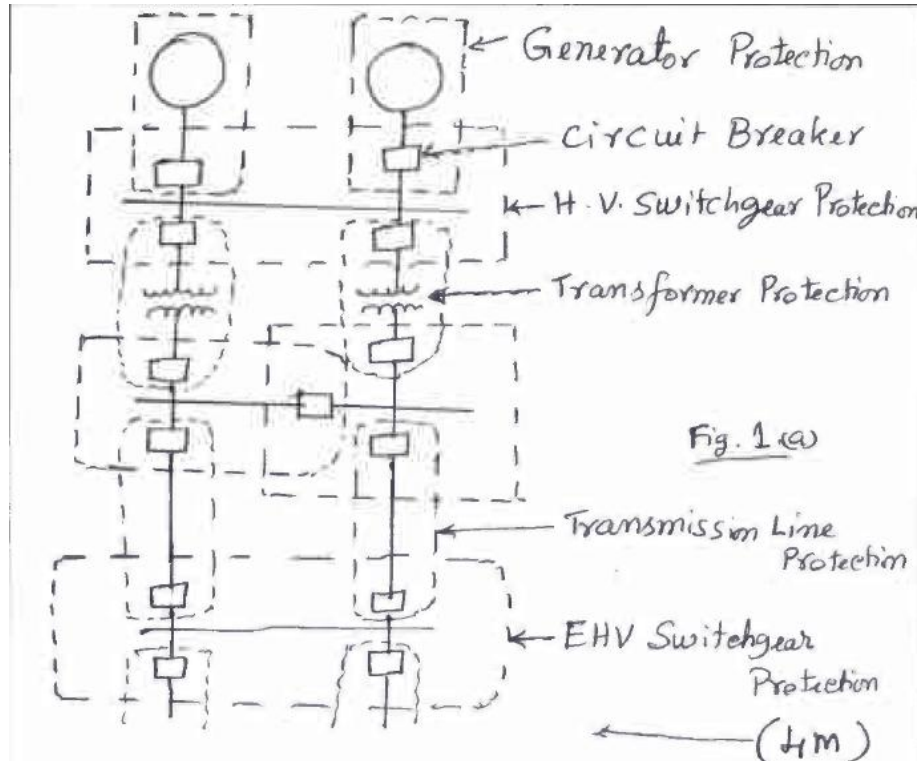 Generator Protection
Circuit Breaker
H.V. Switchgear Protection
Transformer Protection
Fig. 1(a)
Transmission Line
Protection
EHV Switchgear
Protection
(4m)